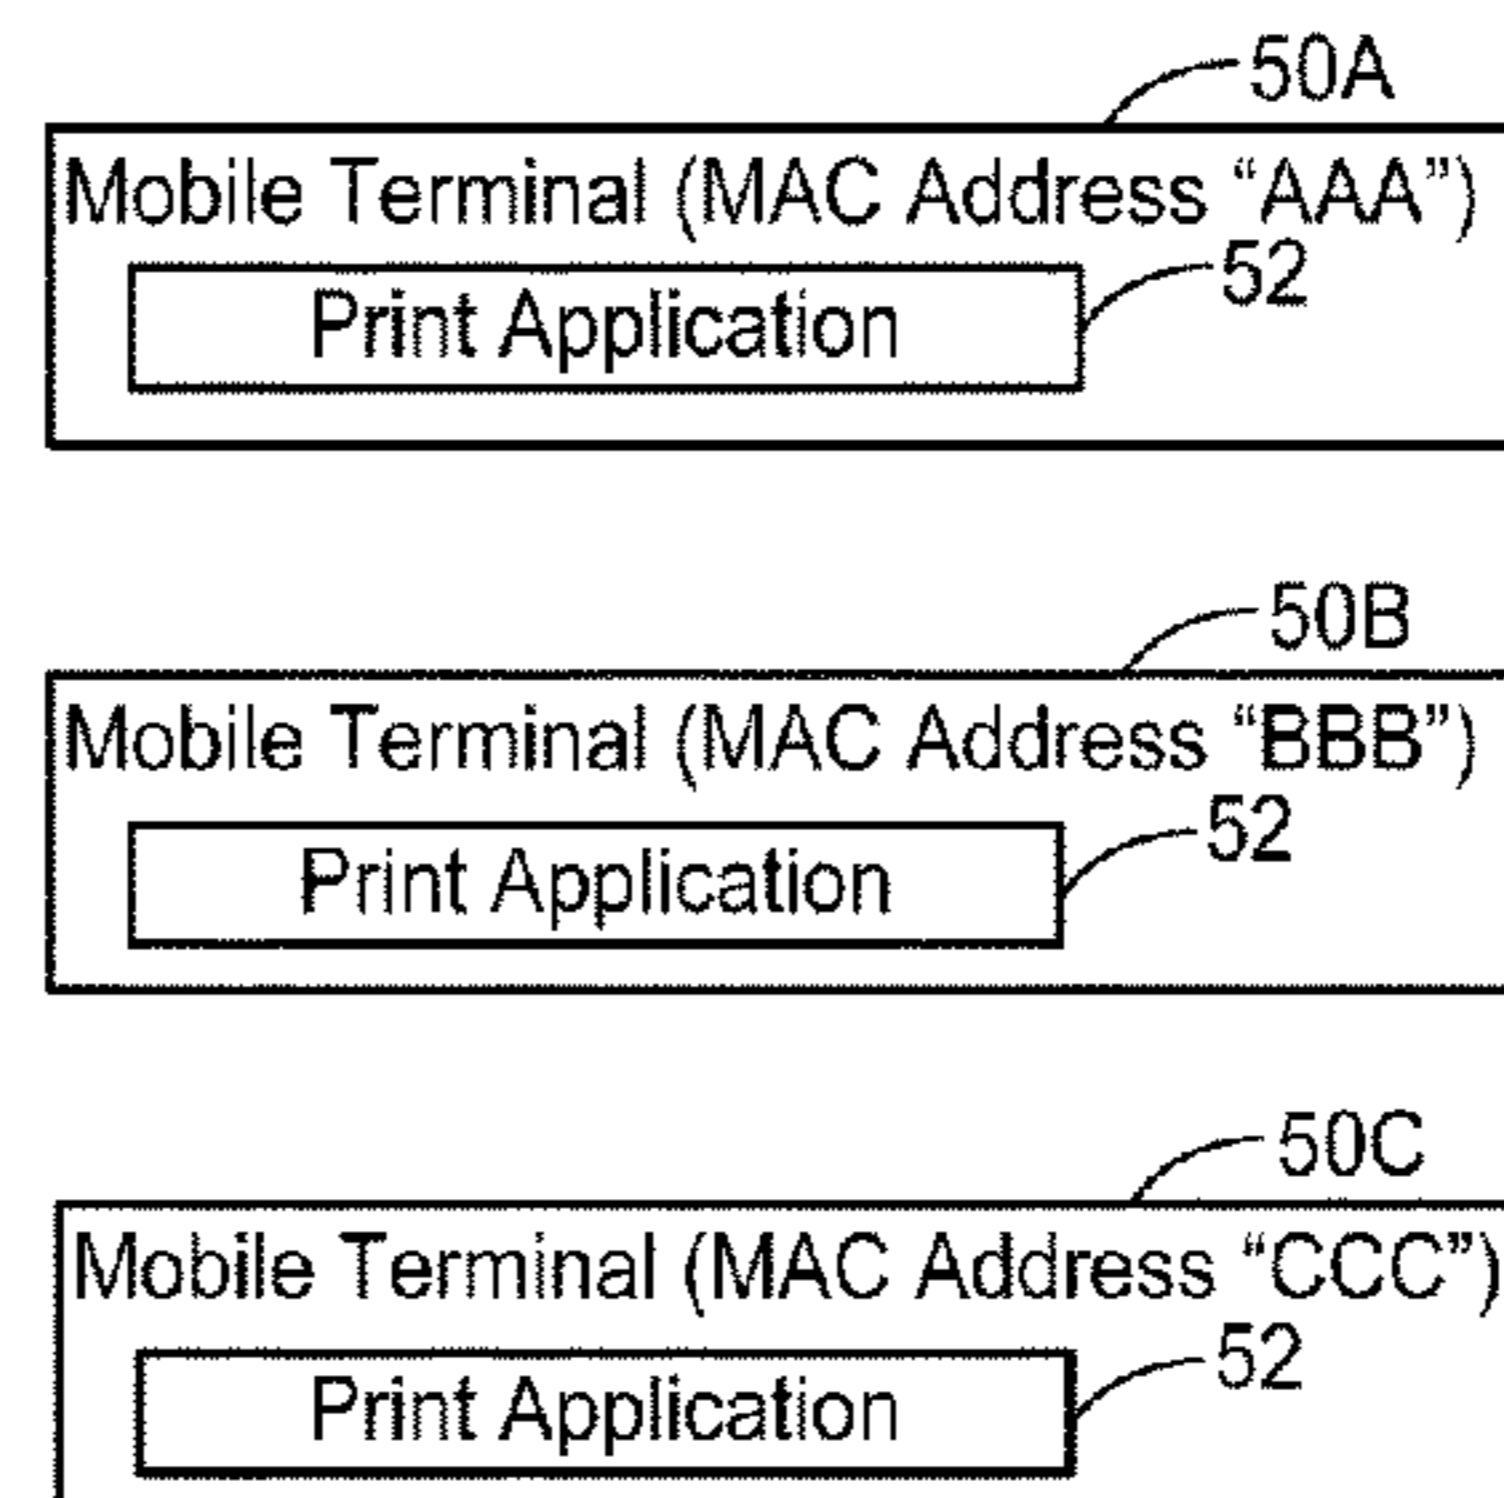 50A
Mobile Terminal (MAC Address “AAA”)
52
Print Application
50B
Mobile Terminal (MAC Address “BBB”)
52
Print Application
50C
Mobile Terminal (MAC Address “CCC”)
52
Print Application